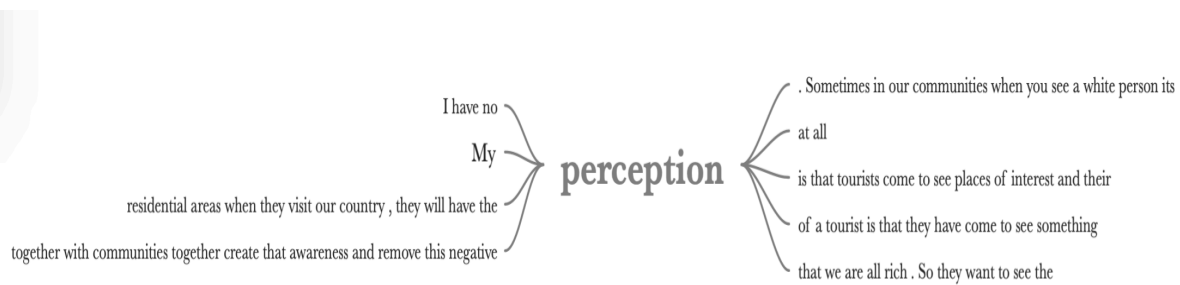 I have no
My
residential areas when they visit our country , they will have the
together with communities together create that awareness and remove this negative
perception
. Sometimes in our communities when you see a white person its
at all
is that tourists come to see places of interest and their
of a tourist is that they have come to see something
that we are all rich . So they want to see the